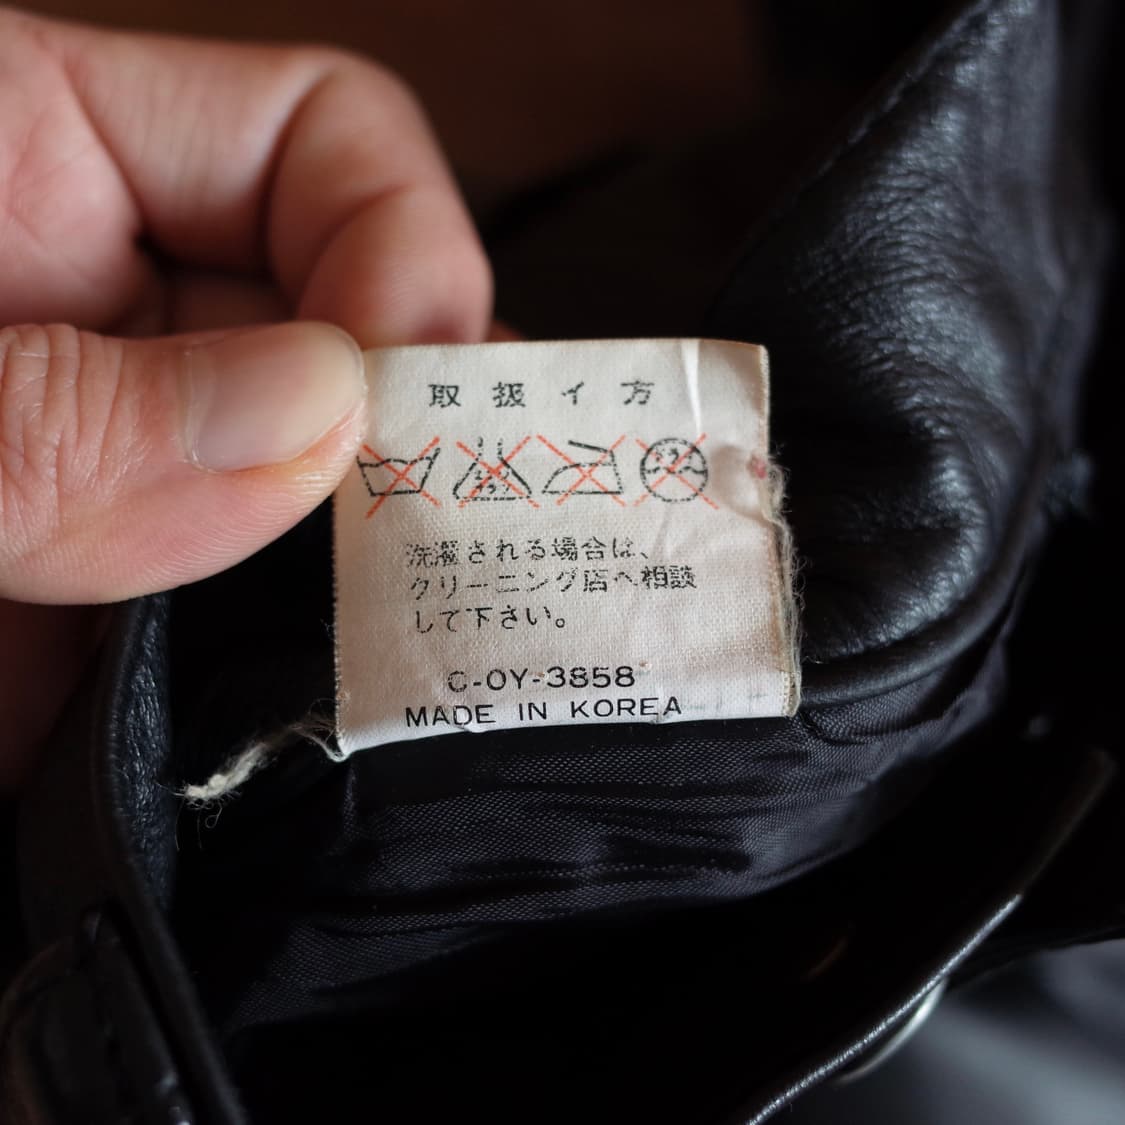 取扱イ方
洗濯される場合は、
クリーニング店へ相談
して下さい。
C-OY-3858
MADE IN KOREA